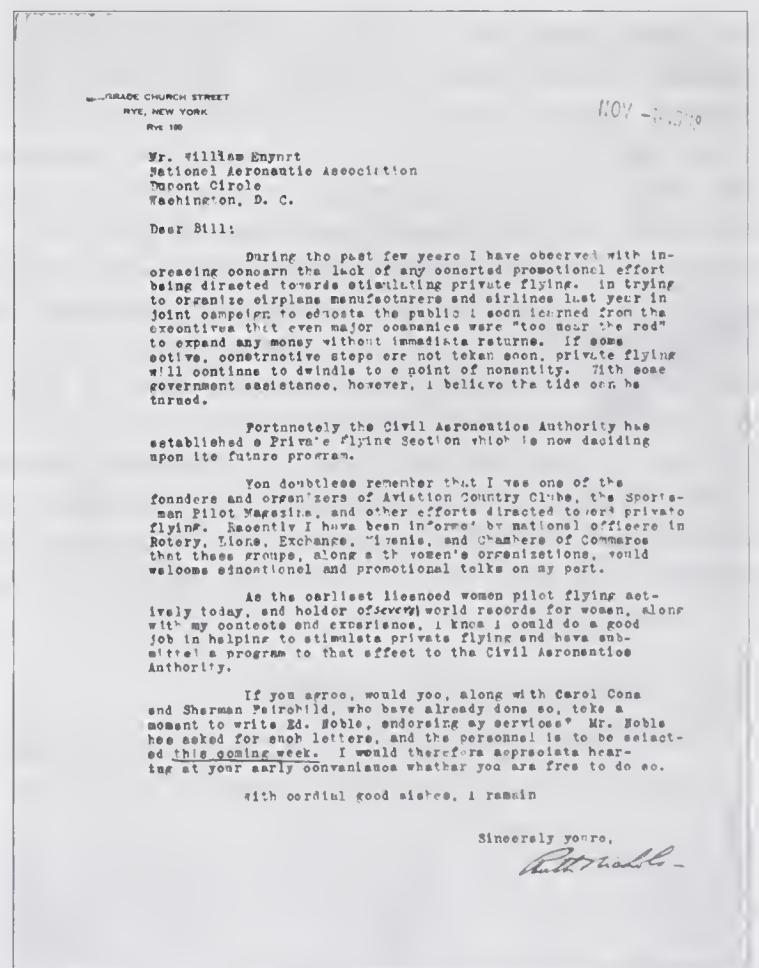 GRACE CHURCH STREET
RYE, NEW YORK
RYE 100
NOV
Mr. William Enyart
National Aeronautic Association
Dupont Circle
Washington, D. C.
Dear Bill:
During the past few years I have observed with in-
creasing concern the lack of any concerted promotional effort
being directed towards stimulating private flying. In trying
to organize airplane manufacturers and airlines last year in
joint campaign to educate the public I soon learned from the
executives that even major companies were "too near the red"
to expand any money without immediate returns. If some
active, constructive steps are not taken soon, private flying
will continue to dwindle to a point of nonentity. With some
government assistance, however, I believe the tide can be
turned.
Fortunately the Civil Aeronautics Authority has
established a Private Flying Section which is now deciding
upon its future program.
You doubtless remember that I was one of the
founders and organizers of Aviation Country Clubs, the Sports-
man Pilot Magazine, and other efforts directed toward private
flying. Recently I have been informed by national officers in
Rotary, Lions, Exchange, Kiwanis, and Chambers of Commerce
that these groups, along with women's organizations, would
welcome educational and promotional talks on my part.
As the earliest licensed women pilot flying act-
ively today, and holder of several world records for women, along
with my contacts and experience, I know I could do a good
job in helping to stimulate private flying and have sub-
mitted a program to that effect to the Civil Aeronautics
Authority.
If you agree, would you, along with Carol Cone
and Sherman Fairchild, who have already done so, take a
moment to write Ed. Noble, endorsing my services? Mr. Noble
has asked for such letters, and the personnel is to be select-
ed this coming week. I would therefore appreciate hear-
ing at your early convenience whether you are free to do so.
With cordial good wishes, I remain
Sincerely yours,
Ruth Nichols